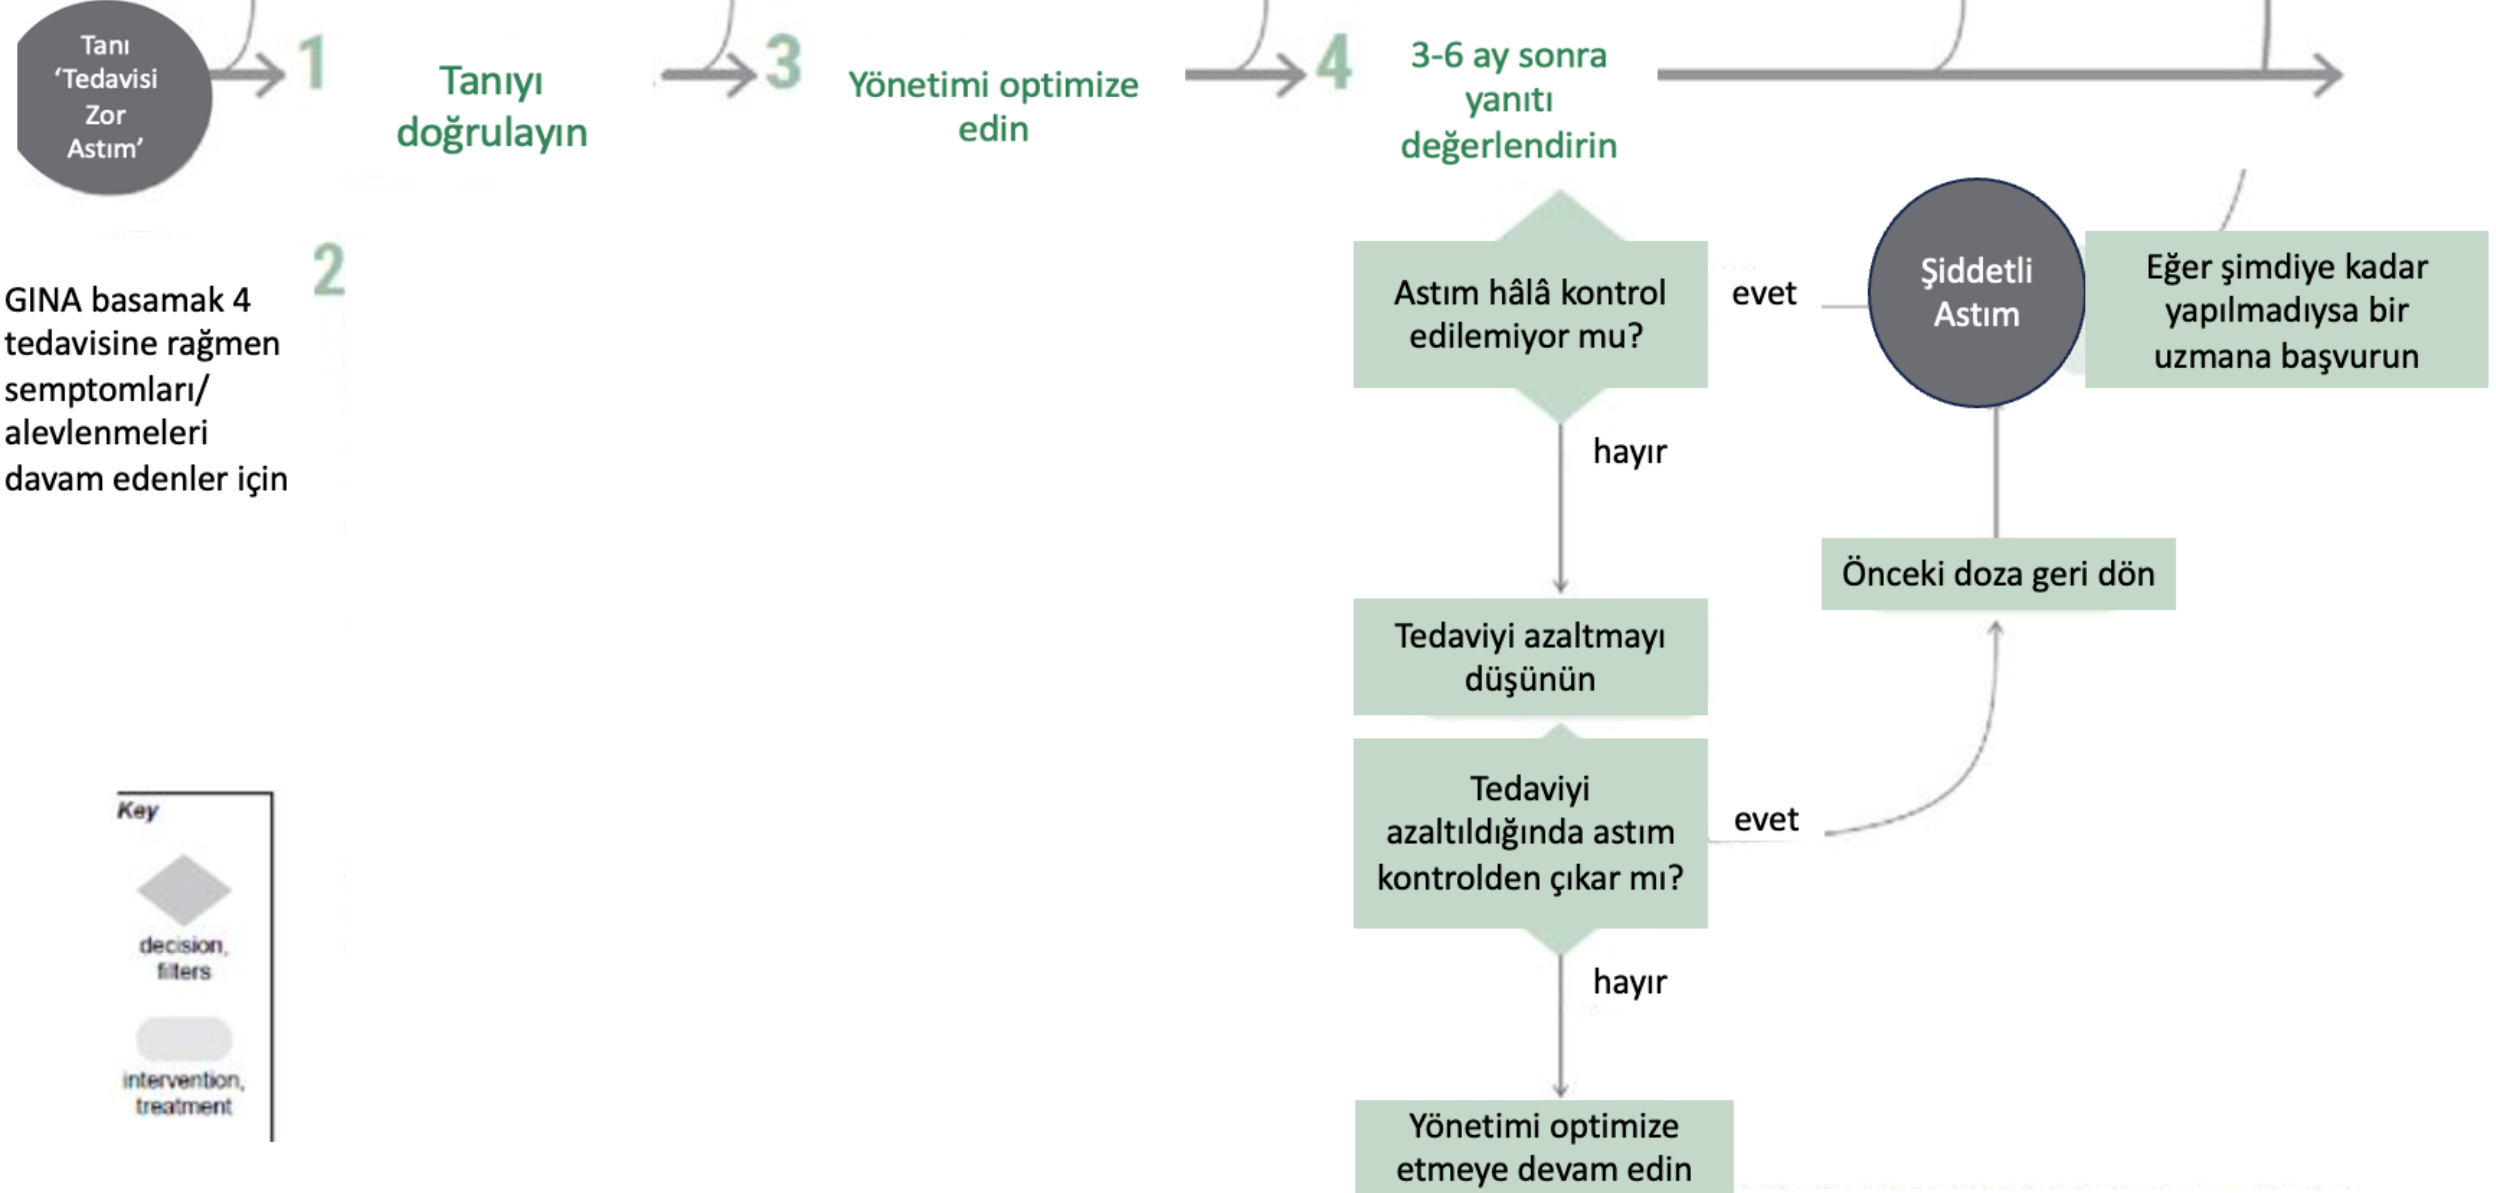 Tanı
‘Tedavisi
Zor
Astım’
1
Tanıyı
doğrulayın
3
Yönetimi optimize
edin
4
3-6 ay sonra
yanıtı
değerlendirin
2
GINA basamak 4
tedavisine rağmen
semptomları/
alevlenmeleri
davam edenler için
Astım hâlâ kontrol
edilemiyor mu?
evet
Şiddetli
Astım
Eğer şimdiye kadar
yapılmadıysa bir
uzmana başvurun
hayır
Önceki doza geri dön
Tedaviyi azaltmayı
düşünün
Tedaviyi
azaltıldığında astım
kontrolden çıkar mı?
evet
hayır
Yönetimi optimize
etmeye devam edin
Key
decision,
filters
intervention,
treatment